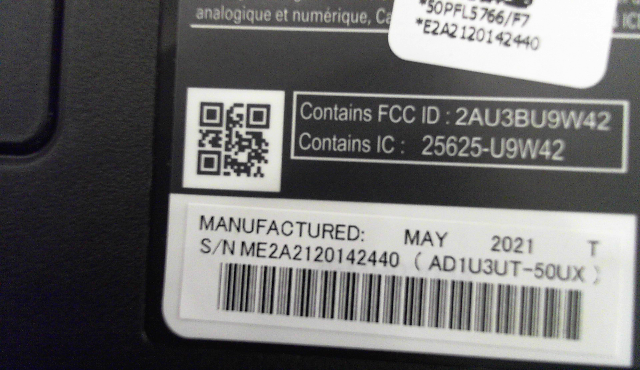 *50PFL5766/F7
*E2A2120142440
analogique et numérique,
Contains FCC ID : 2AU3BU9W42
Contains IC : 25625-U9W42
MANUFACTURED: MAY 2021 T
S/N ME2A2120142440 ( AD1U3UT-50UX )